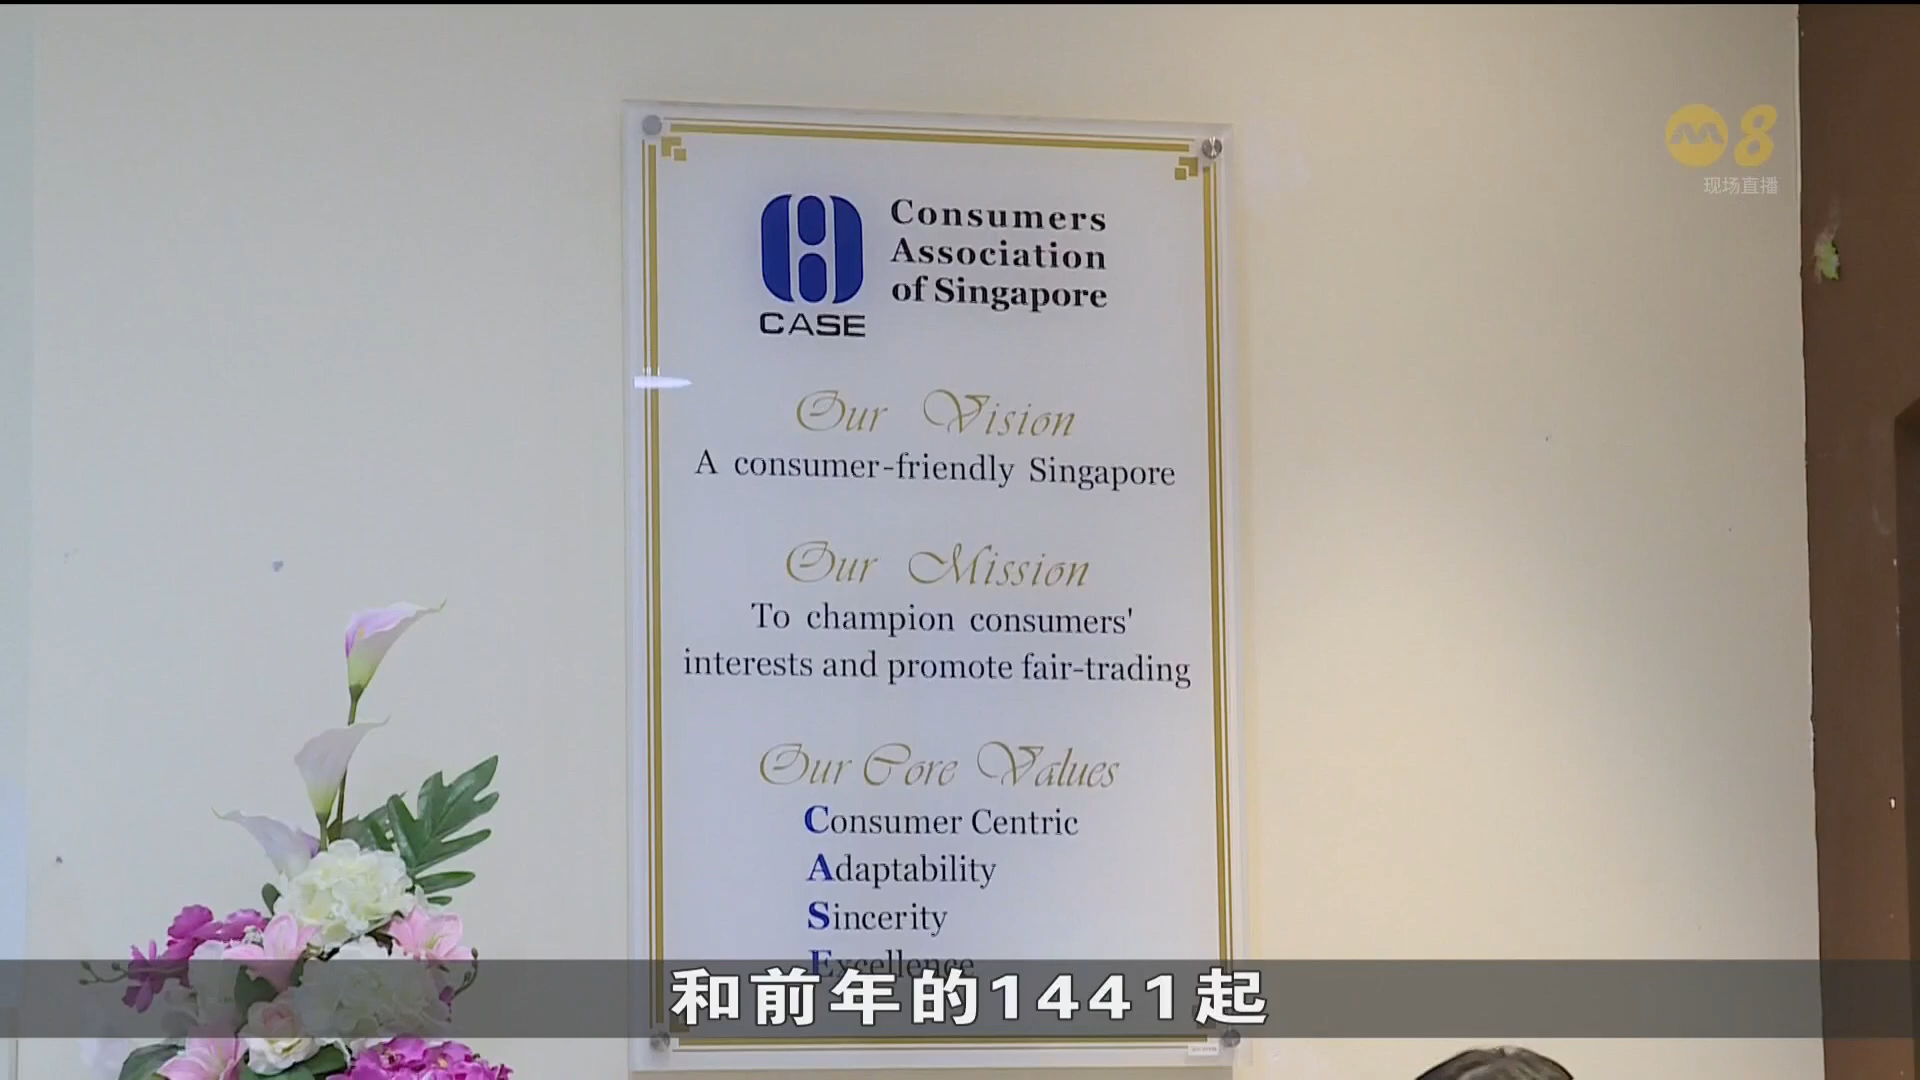 8
现场直播
Consumers
Association
of Singapore
CASE
Our Vision
A consumer-friendly Singapore
Our Mission
To champion consumers'
interests and promote fair-trading
Our Core Values
Consumer Centric
Adaptability
Sincerity
Excellence
和前年的1441起